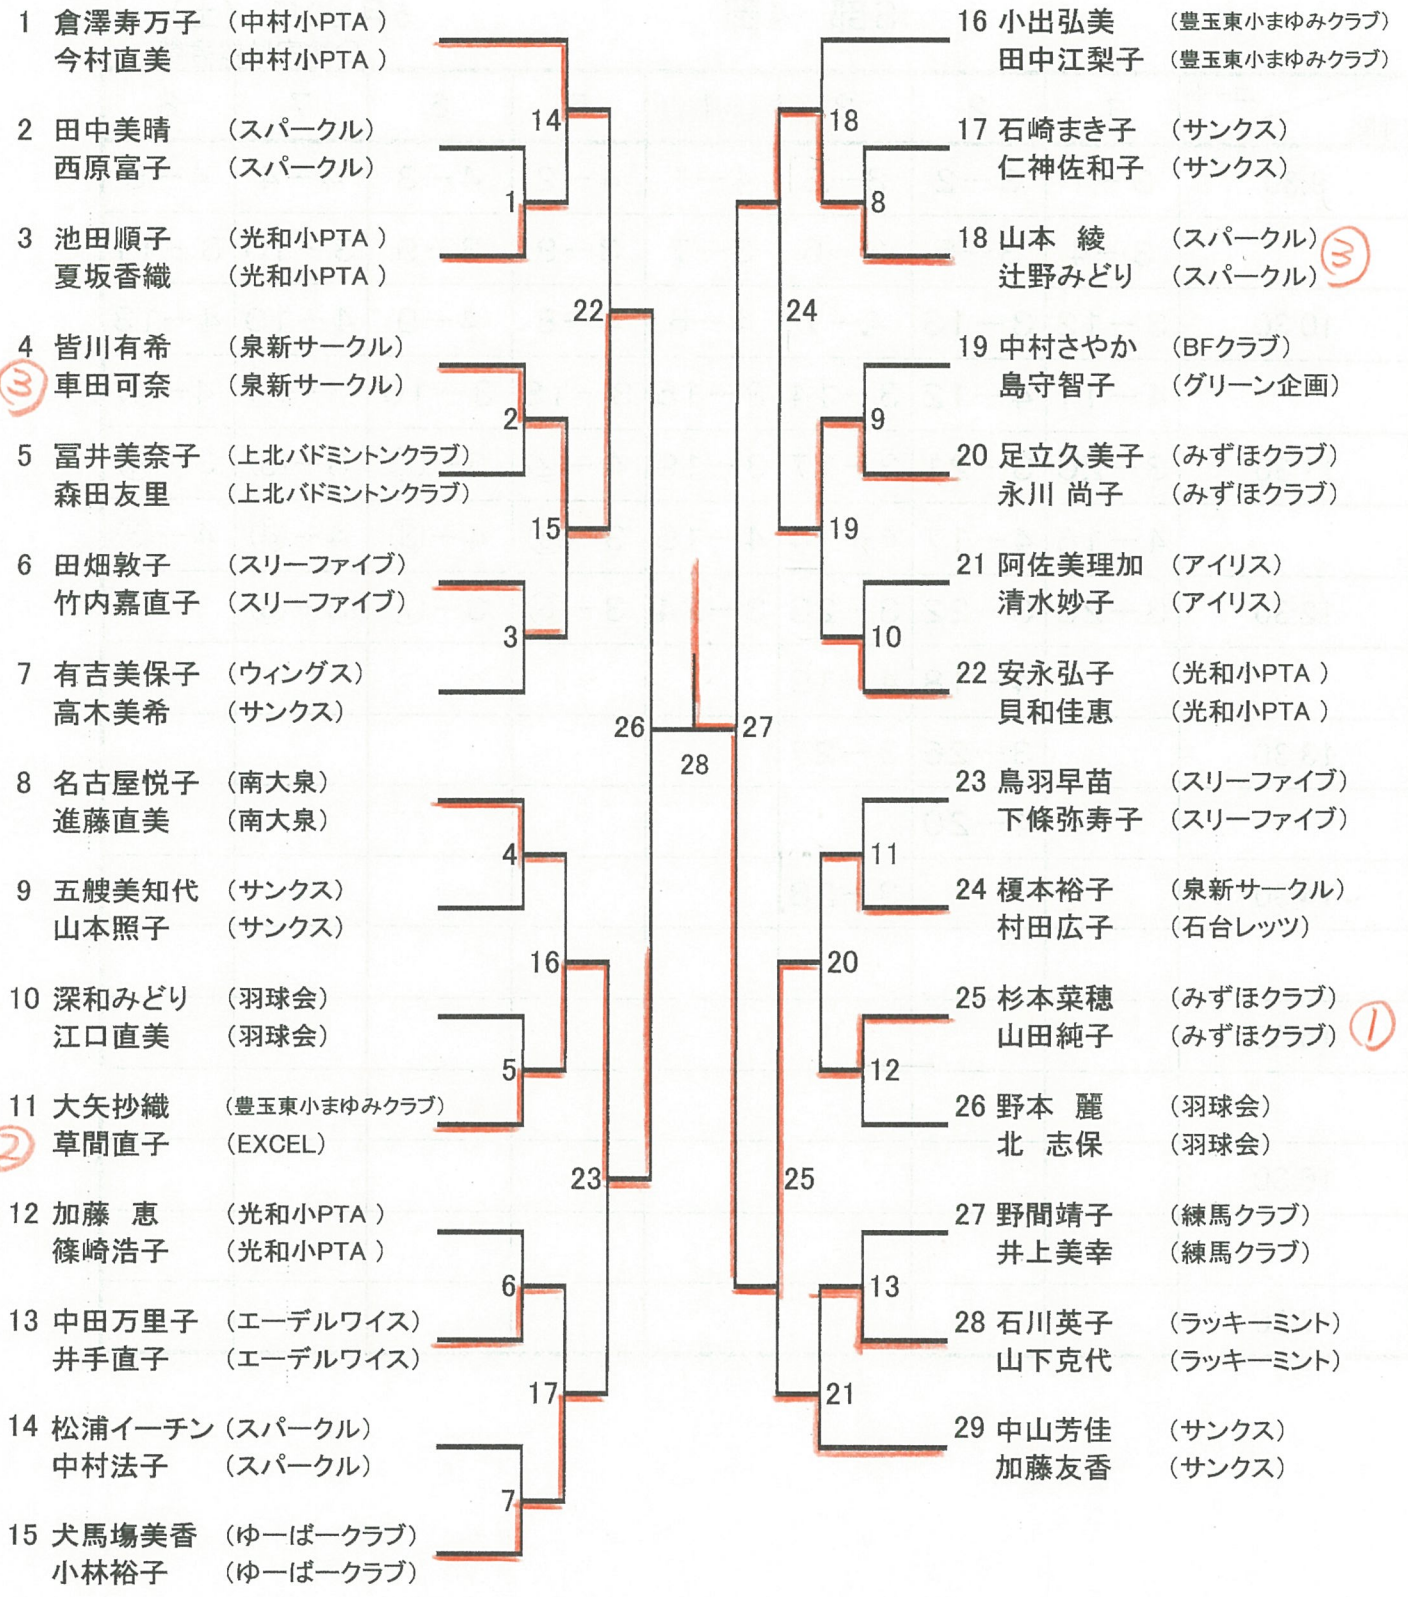 1 倉澤寿万子 (中村小PTA )
今村直美 (中村小PTA )
2 田中美晴 (スパークル)
西原富子 (スパークル)
3 池田順子 (光和小PTA )
夏坂香織 (光和小PTA )
4 皆川有希 (泉新サークル)
③ 車田可奈 (泉新サークル)
5 冨井美奈子 (上北バドミントンクラブ)
森田友里 (上北バドミントンクラブ)
6 田畑敦子 (スリーファイブ)
竹内嘉直子 (スリーファイブ)
7 有吉美保子 (ウィングス)
高木美希 (サンクス)
8 名古屋悦子 (南大泉)
進藤直美 (南大泉)
9 五艘美知代 (サンクス)
山本照子 (サンクス)
10 深和みどり (羽球会)
江口直美 (羽球会)
11 大矢抄織 (豊玉東小まゆみクラブ)
② 草間直子 (EXCEL)
12 加藤 恵 (光和小PTA )
篠崎浩子 (光和小PTA )
13 中田万里子 (エーデルワイス)
井手直子 (エーデルワイス)
14 松浦イーチン (スパークル)
中村法子 (スパークル)
15 犬馬塲美香 (ゆーばークラブ)
小林裕子 (ゆーばークラブ)
14
1
22
2
15
3
26
4
16
5
23
6
17
7
28
27
18
8
24
9
19
10
11
20
12
25
13
21
16 小出弘美 (豊玉東小まゆみクラブ)
田中江梨子 (豊玉東小まゆみクラブ)
17 石崎まき子 (サンクス)
仁神佐和子 (サンクス)
18 山本 綾 (スパークル) ③
辻野みどり (スパークル)
19 中村さやか (BFクラブ)
島守智子 (グリーン企画)
20 足立久美子 (みずほクラブ)
永川 尚子 (みずほクラブ)
21 阿佐美理加 (アイリス)
清水妙子 (アイリス)
22 安永弘子 (光和小PTA )
貝和佳恵 (光和小PTA )
23 鳥羽早苗 (スリーファイブ)
下條弥寿子 (スリーファイブ)
24 榎本裕子 (泉新サークル)
村田広子 (石台レッツ)
25 杉本菜穂 (みずほクラブ)
山田純子 (みずほクラブ) ①
26 野本 麗 (羽球会)
北 志保 (羽球会)
27 野間靖子 (練馬クラブ)
井上美幸 (練馬クラブ)
28 石川英子 (ラッキーミント)
山下克代 (ラッキーミント)
29 中山芳佳 (サンクス)
加藤友香 (サンクス)